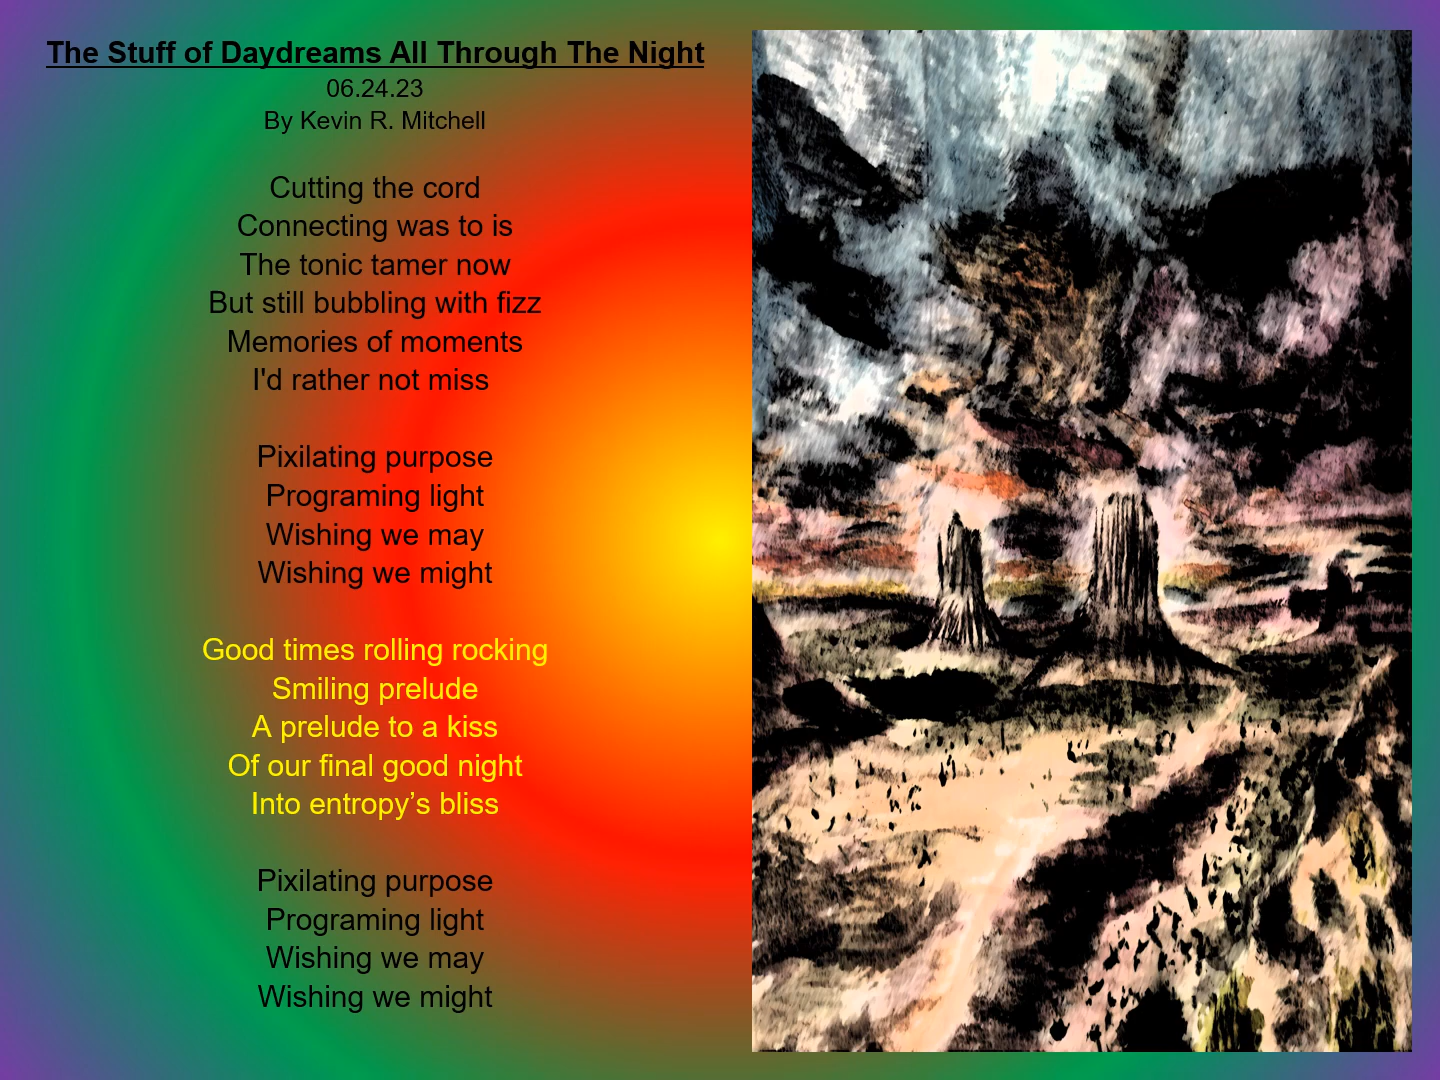 The Stuff of Daydreams All Through The Night
06.24.23
By Kevin R. Mitchell
Cutting the cord
Connecting was to is
The tonic tamer now
But still bubbling with fizz
Memories of moments
I'd rather not miss
Pixilating purpose
Programing light
Wishing we may
Wishing we might
Good times rolling rocking
Smiling prelude
A prelude to a kiss
Of our final good night
Into entropy’s bliss
Pixilating purpose
Programing light
Wishing we may
Wishing we might